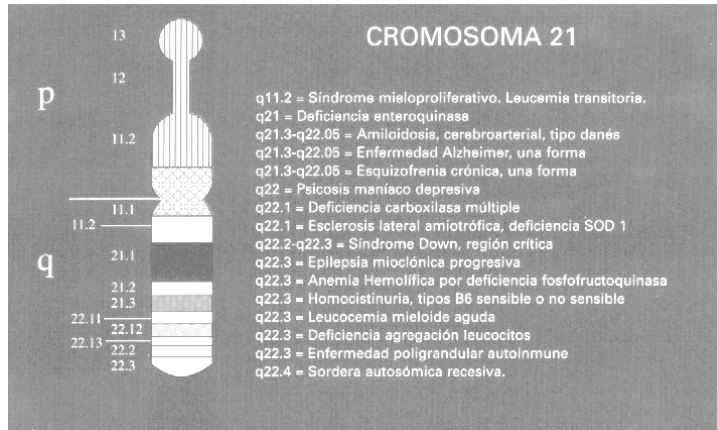 CROMOSOMA 21
p
13
12
11.2
11.1
q
11.2
21.1
21.2
21.3
22.11
22.12
22.13
22.2
22.3
q11.2 = Síndrome mieloproliferativo. Leucemia transitoria.
q21 = Deficiencia enteroquinasa
q21.3-q22.05 = Amiloidosis, cerebroarterial, tipo danés
q21.3-q22.05 = Enfermedad Alzheimer, una forma
q21.3-q22.05 = Esquizofrenia crónica, una forma
q22 = Psicosis maníaco depresiva
q22.1 = Deficiencia carboxilasa múltiple
q22.1 = Esclerosis lateral amiotrófica, deficiencia SOD 1
q22.2-q22.3 = Síndrome Down, región crítica
q22.3 = Epilepsia mioclónica progresiva
q22.3 = Anemia Hemolífica por deficiencia fosfofructoquinasa
q22.3 = Homocistinuria, tipos B6 sensible o no sensible
q22.3 = Leucocemia mieloide aguda
q22.3 = Deficiencia agregación leucocitos
q22.3 = Enfermedad poligrandular autoinmune
q22.4 = Sordera autosómica recesiva.